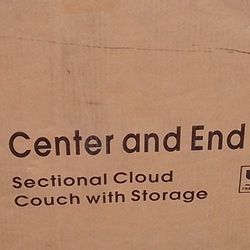 Center and End
Sectional Cloud
Couch with Storage